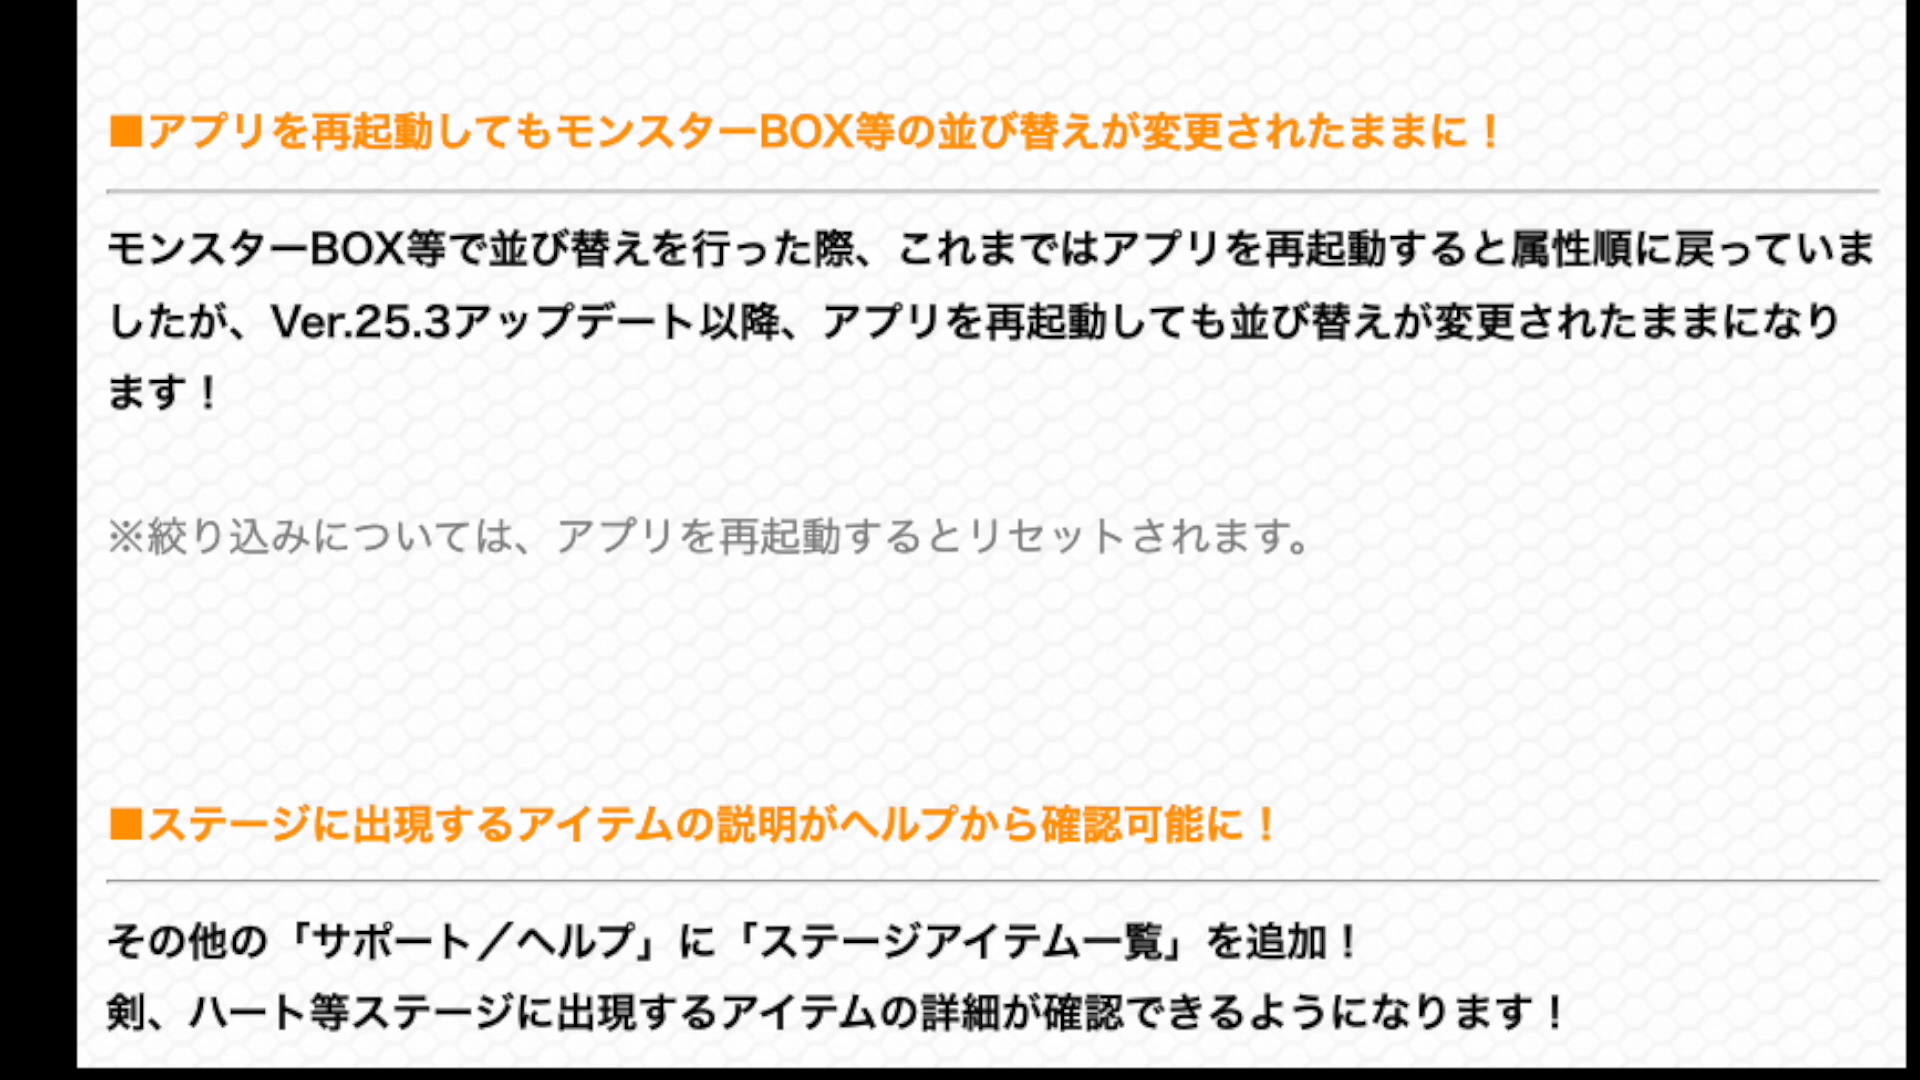 ■アプリを再起動してもモンスターBOX等の並び替えが変更されたままに！
モンスターBOX等で並び替えを行った際、これまではアプリを再起動すると属性順に戻っていま
したが、Ver.25.3アップデート以降、アプリを再起動しても並び替えが変更されたままになり
ます！
※絞り込みについては、アプリを再起動するとリセットされます。
■ステージに出現するアイテムの説明がヘルプから確認可能に！
その他の「サポート／ヘルプ」に「ステージアイテム一覧」を追加！
剣、ハート等ステージに出現するアイテムの詳細が確認できるようになります！